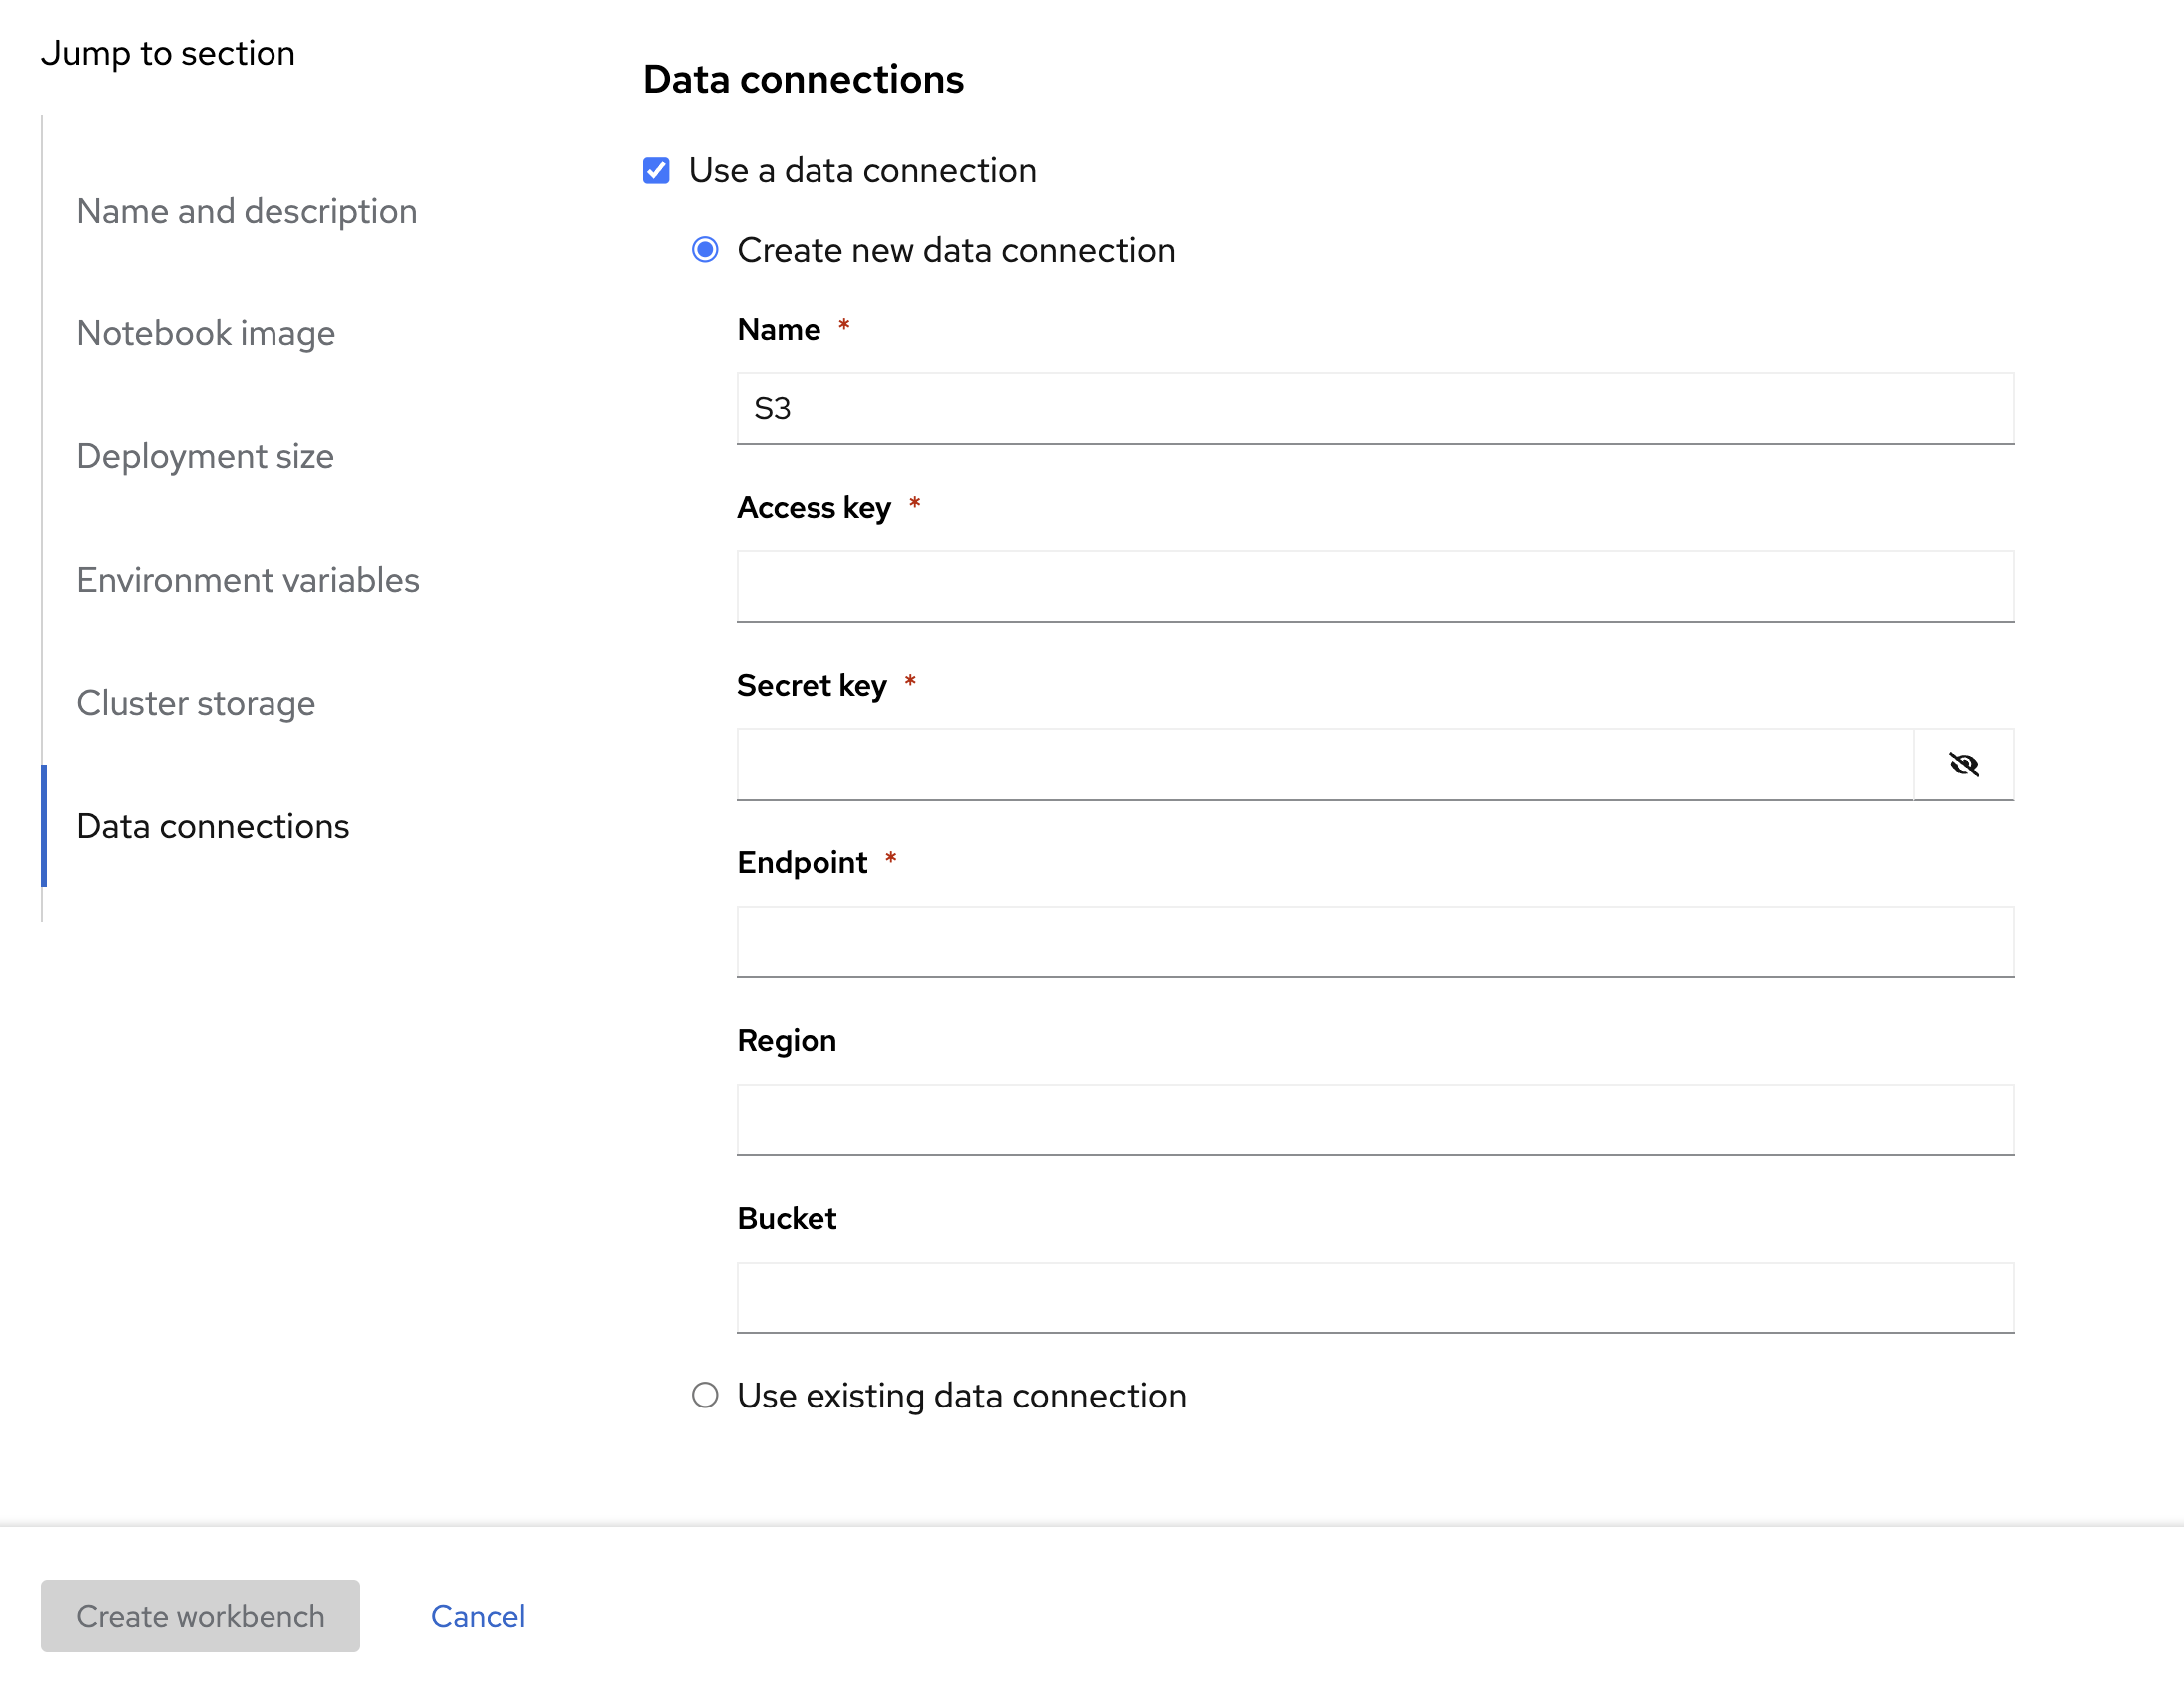 Jump to section
Name and description
Notebook image
Deployment size
Environment variables
Cluster storage
Data connections
Data connections
Use a data connection
Create new data connection
Name *
S3
Access key *
Secret key *
Endpoint *
Region
Bucket
Use existing data connection
Create workbench
Cancel